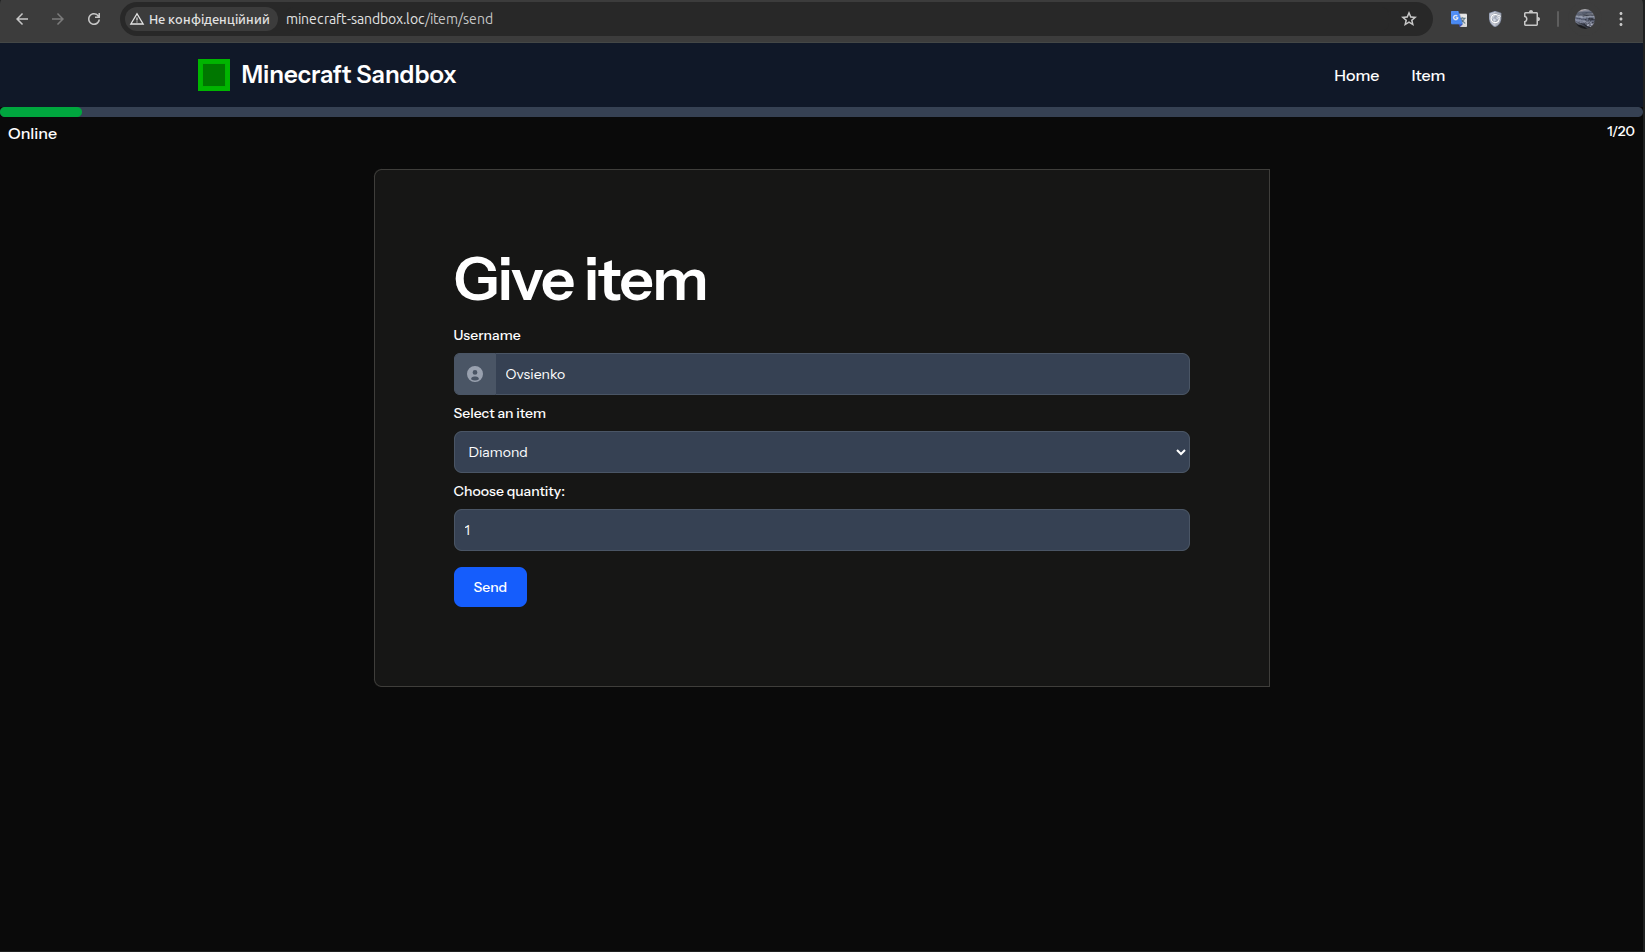 Не конфіденційний minecraft-sandbox.loc/item/send
Minecraft Sandbox Home Item
Online 1/20
Give item
Username
Ovsienko
Select an item
Diamond
Choose quantity:
1
Send